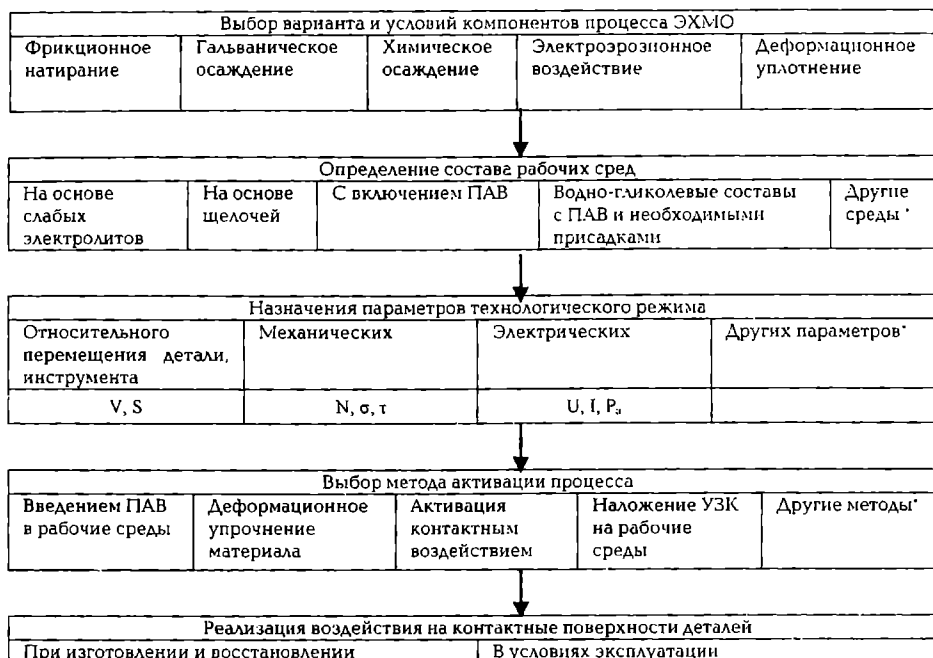 Выбор варианта и условий компонентов процесса ЭХМО
Фрикционное натирание
Гальваническое осаждение
Химическое осаждение
Электроэрозионное воздействие
Деформационное уплотнение
Определение состава рабочих сред
На основе слабых электролитов
На основе щелочей
С включением ПАВ
Водно-гликолевые составы с ПАВ и необходимыми присадками
Другие среды *
Назначения параметров технологического режима
Относительного перемещения детали, инструмента
Механических
Электрических
Других параметров*
V, S
N, σ, τ
U, I, Pₐ
Выбор метода активации процесса
Введением ПАВ в рабочие среды
Деформационное упрочнение материала
Активация контактным воздействием
Наложение УЗК на рабочие среды
Другие методы*
Реализация воздействия на контактные поверхности деталей
При изготовлении и восстановлении
В условиях эксплуатации